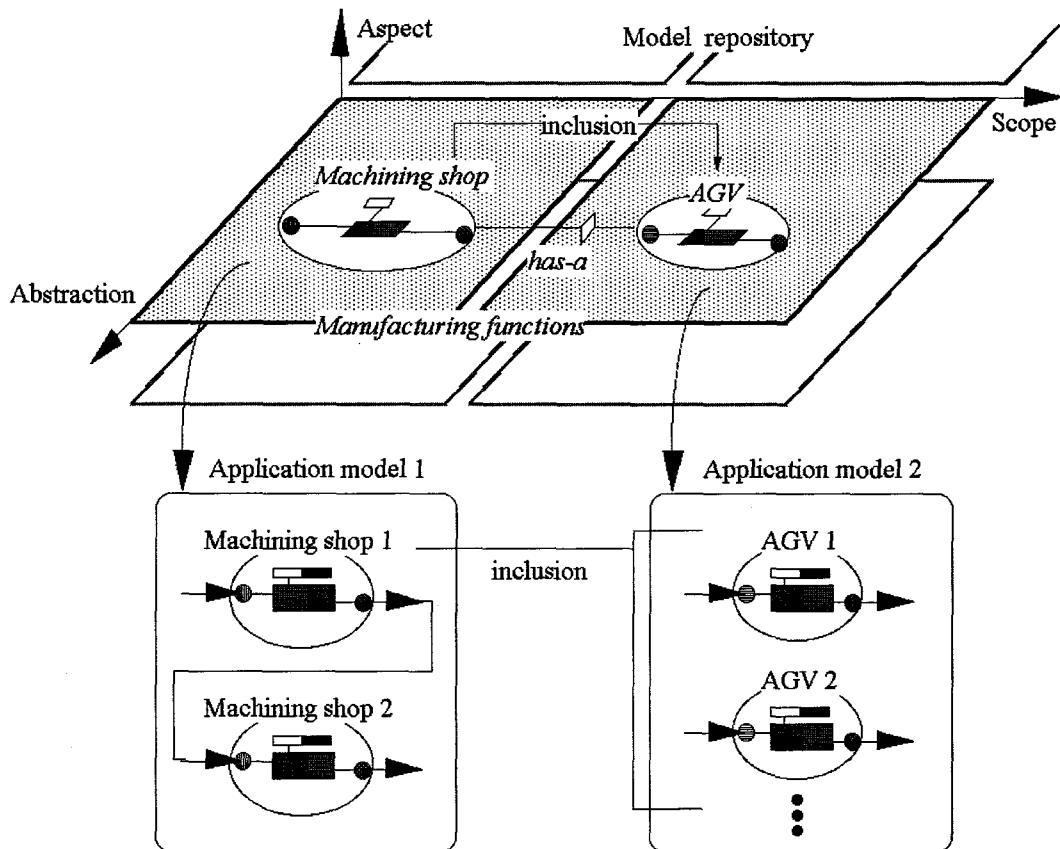 Aspect
Model repository
Scope
inclusion
Machining shop
AGV
has-a
Abstraction
Manufacturing functions
Application model 1
Application model 2
Machining shop 1
AGV 1
inclusion
Machining shop 2
AGV 2